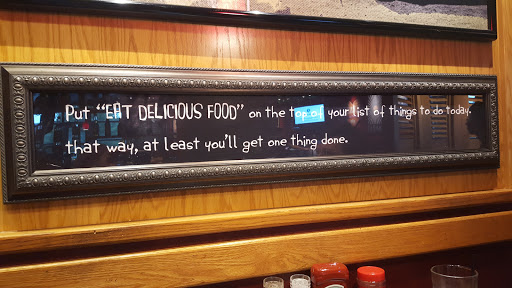 Put "EAT DELICIOUS FOOD" on the top of your list of things to do today.
that way, at least you'll get one thing done.